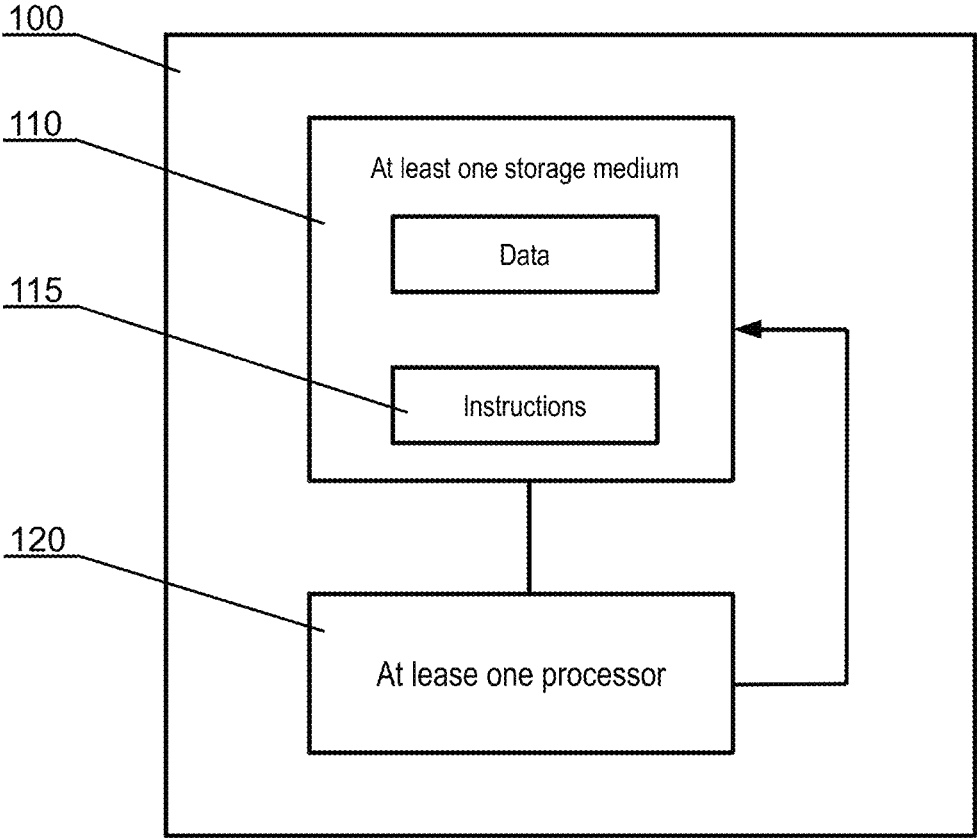 100
110
At least one storage medium
Data
115
Instructions
120
At lease one processor